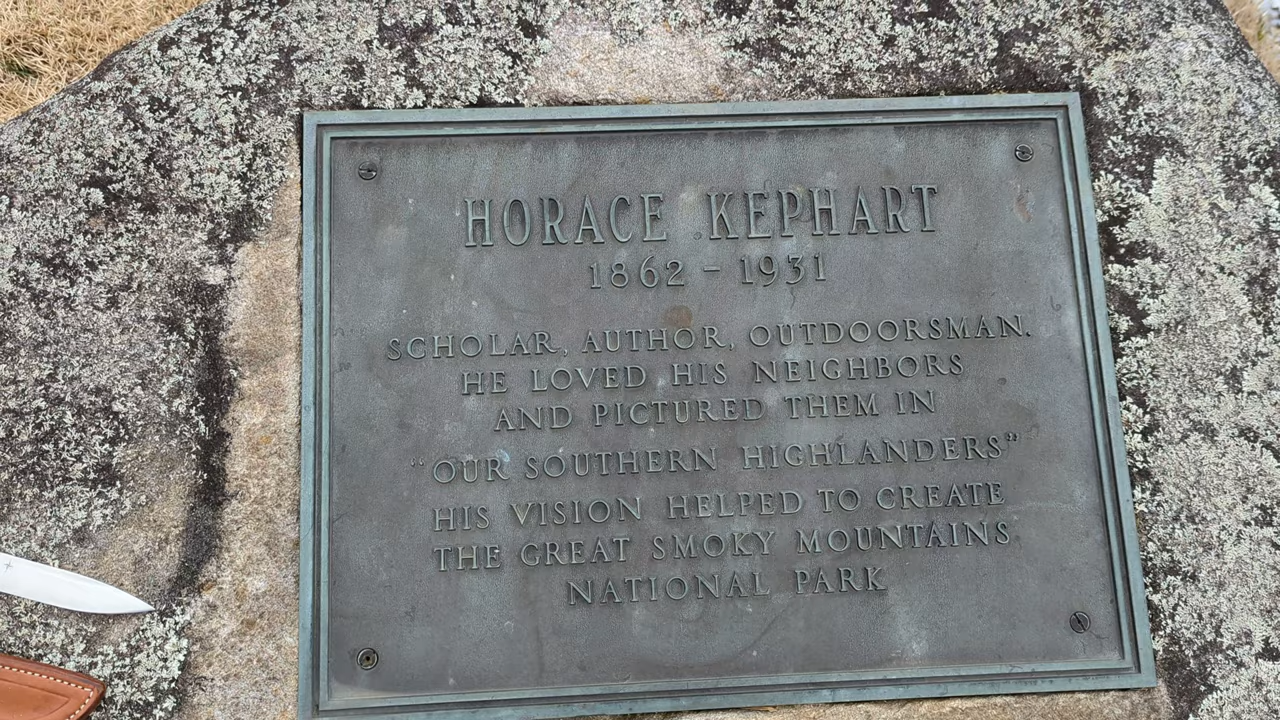 HORACE KEPHART
1862 – 1931
SCHOLAR, AUTHOR, OUTDOORSMAN.
HE LOVED HIS NEIGHBORS
AND PICTURED THEM IN
“OUR SOUTHERN HIGHLANDERS”
HIS VISION HELPED TO CREATE
THE GREAT SMOKY MOUNTAINS
NATIONAL PARK